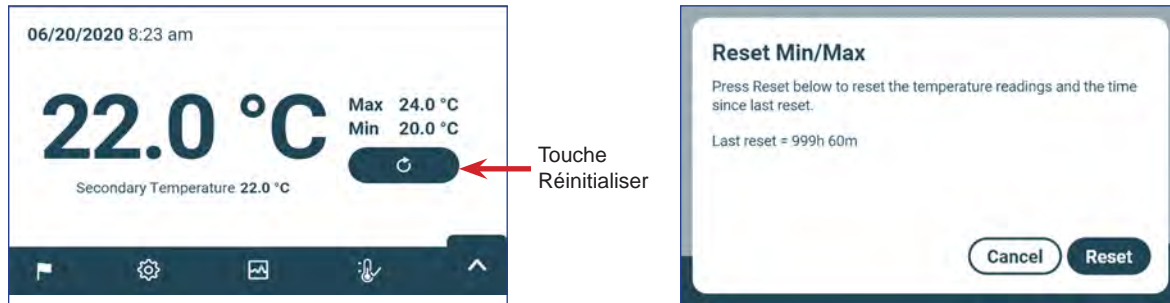 06/20/2020 8:23 am
22.0 °C
Max 24.0 °C
Min 20.0 °C
Secondary Temperature 22.0 °C
Touche
Réinitialiser
Reset Min/Max
Press Reset below to reset the temperature readings and the time
since last reset.
Last reset = 999h 60m
Cancel Reset